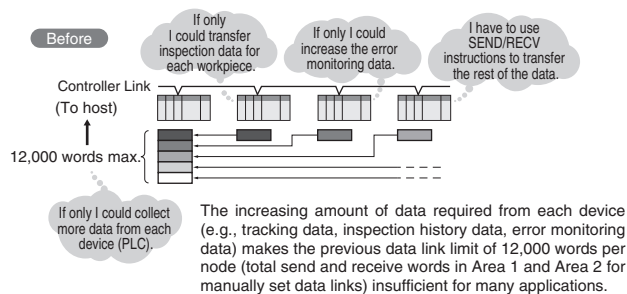 Before
If only
I could transfer
inspection data for
each workpiece.
If only I could
increase the error
monitoring data.
I have to use
SEND/RECV
instructions to transfer
the rest of the data.
Controller Link
(To host)
12,000 words max.
If only I could collect
more data from each
device (PLC).
The increasing amount of data required from each device
(e.g., tracking data, inspection history data, error monitoring
data) makes the previous data link limit of 12,000 words per
node (total send and receive words in Area 1 and Area 2 for
manually set data links) insufficient for many applications.